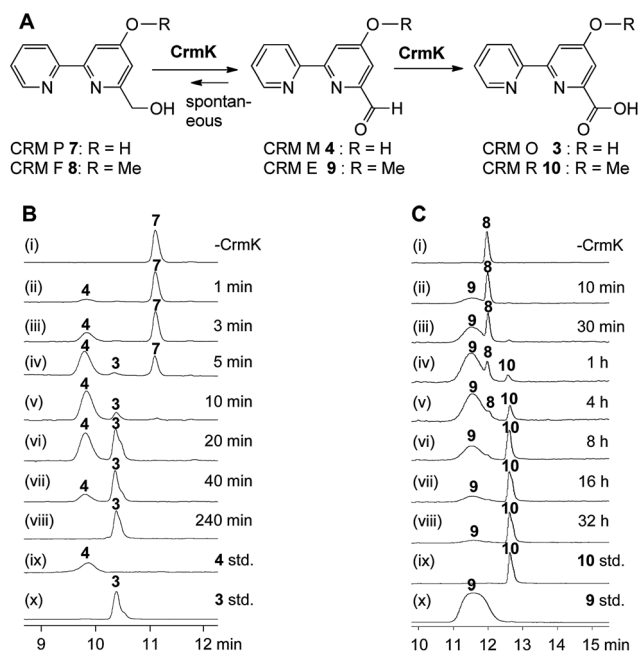 A
O R
CrmK
N N
OH
spontan-
eous
O R
N N
H
O
CrmK
O R
N N
OH
O
CRM P 7: R = H
CRM F 8: R = Me
CRM M 4 : R = H
CRM E 9 : R = Me
CRM O 3 : R = H
CRM R 10 : R = Me
B
(i) 7 -CrmK
(ii) 4 7 1 min
(iii) 4 7 3 min
(iv) 4 3 7 5 min
(v) 4 3 10 min
(vi) 4 3 20 min
(vii) 4 3 40 min
(viii) 3 240 min
(ix) 4 4 std.
(x) 3 3 std.
9 10 11 12 min
C
(i) 8 -CrmK
(ii) 9 8 10 min
(iii) 9 8 30 min
(iv) 9 8 10 1 h
(v) 9 8 10 4 h
(vi) 9 10 8 h
(vii) 9 10 16 h
(viii) 9 10 32 h
(ix) 10 10 std.
(x) 9 9 std.
10 11 12 13 14 15 min